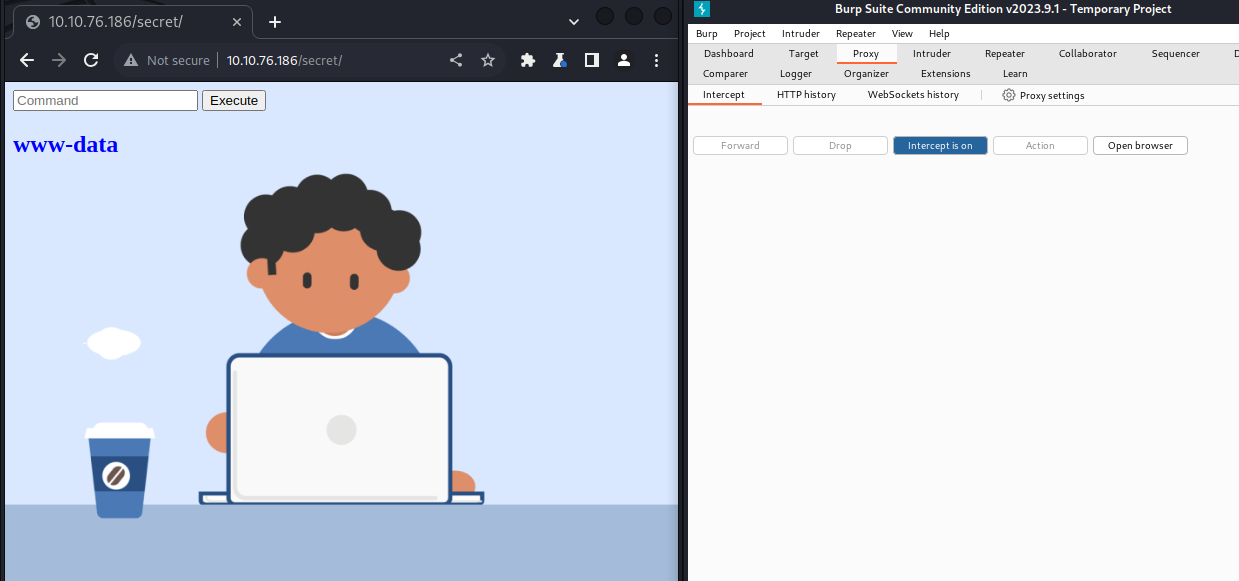 10.10.76.186/secret/
Not secure 10.10.76.186/secret/
Command Execute
www-data
Burp Suite Community Edition v2023.9.1 - Temporary Project
Burp Project Intruder Repeater View Help
Dashboard Target Proxy Intruder Repeater Collaborator Sequencer D
Comparer Logger Organizer Extensions Learn
Intercept HTTP history WebSockets history Proxy settings
Forward Drop Intercept is on Action Open browser